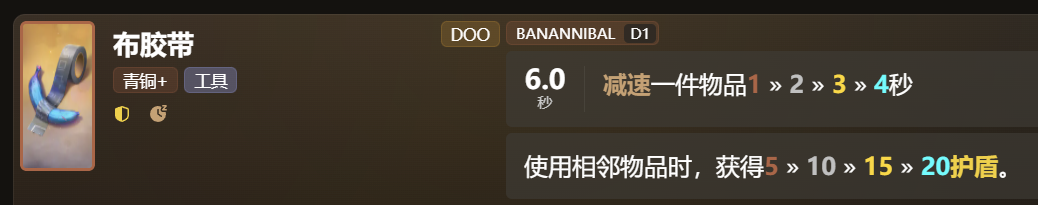 布胶带
DOO
青铜+ 工具
BANANNIBAL D1
6.0
秒
减速一件物品1 » 2 » 3 » 4秒
使用相邻物品时，获得5 » 10 » 15 » 20护盾。